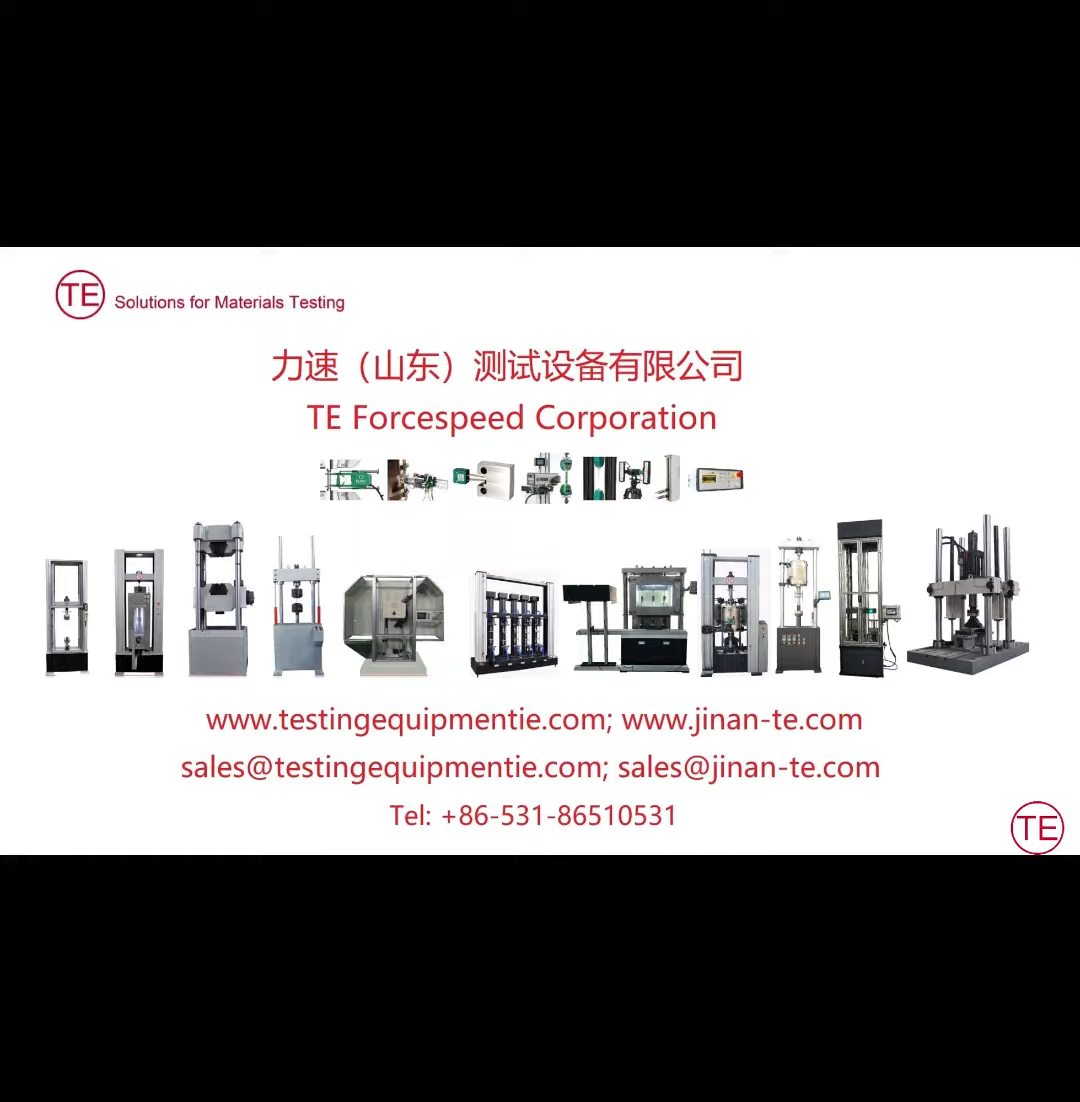 TE Solutions for Materials Testing
力速（山东）测试设备有限公司
TE Forcespeed Corporation
www.testingequipmentie.com; www.jinan-te.com
sales@testingequipmentie.com; sales@jinan-te.com
Tel: +86-531-86510531
TE